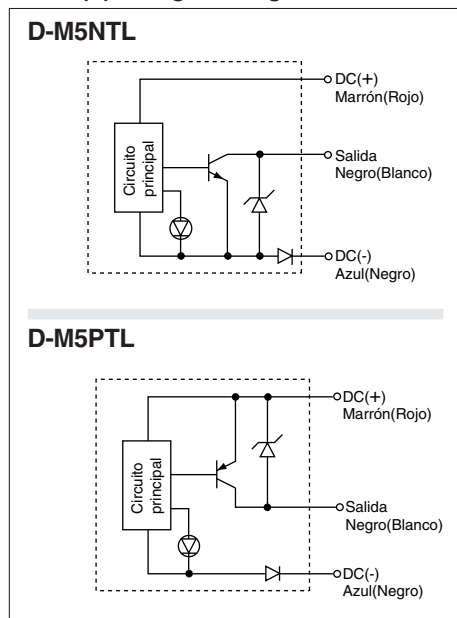 D-M5NTL
DC(+)
Marrón(Rojo)
Circuito
principal
Salida
Negro(Blanco)
DC(-)
Azul(Negro)
D-M5PTL
DC(+)
Marrón(Rojo)
Circuito
principal
Salida
Negro(Blanco)
DC(-)
Azul(Negro)